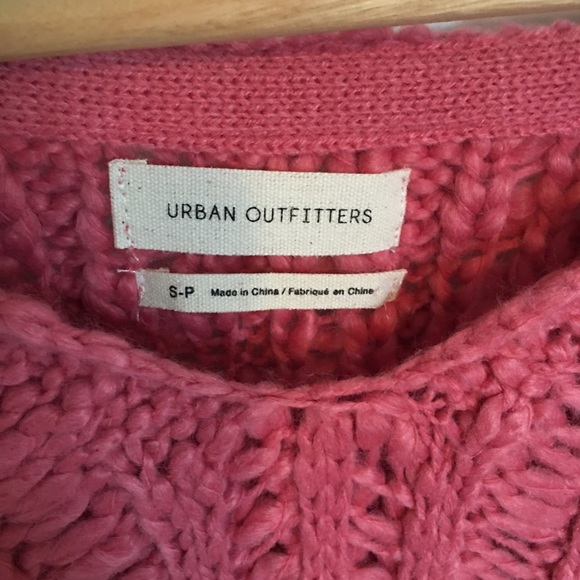 URBAN OUTFITTERS
S-P Made in China / Fabriqué en Chine